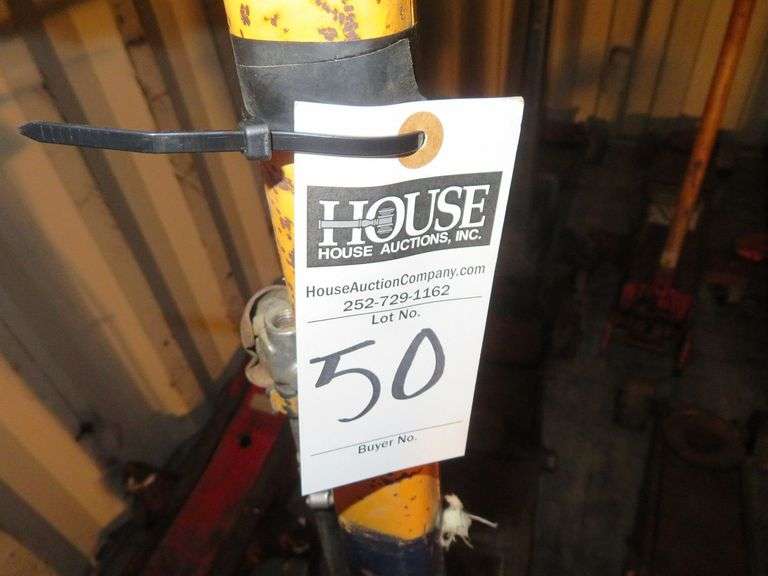 HOUSE
HOUSE AUCTIONS, INC.
HouseAuctionCompany.com
252-729-1162
Lot No.
50
Buyer No.